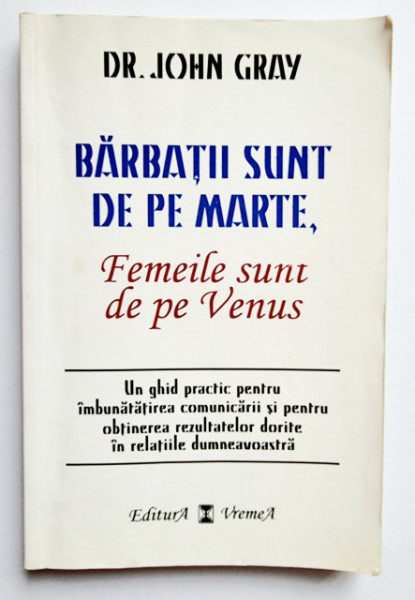 DR. JOHN GRAY
BĂRBAȚII SUNT
DE PE MARTE,
Femeile sunt
de pe Venus
Un ghid practic pentru
îmbunătățirea comunicării și pentru
obținerea rezultatelor dorite
în relațiile dumneavoastră
EditurA VremeA